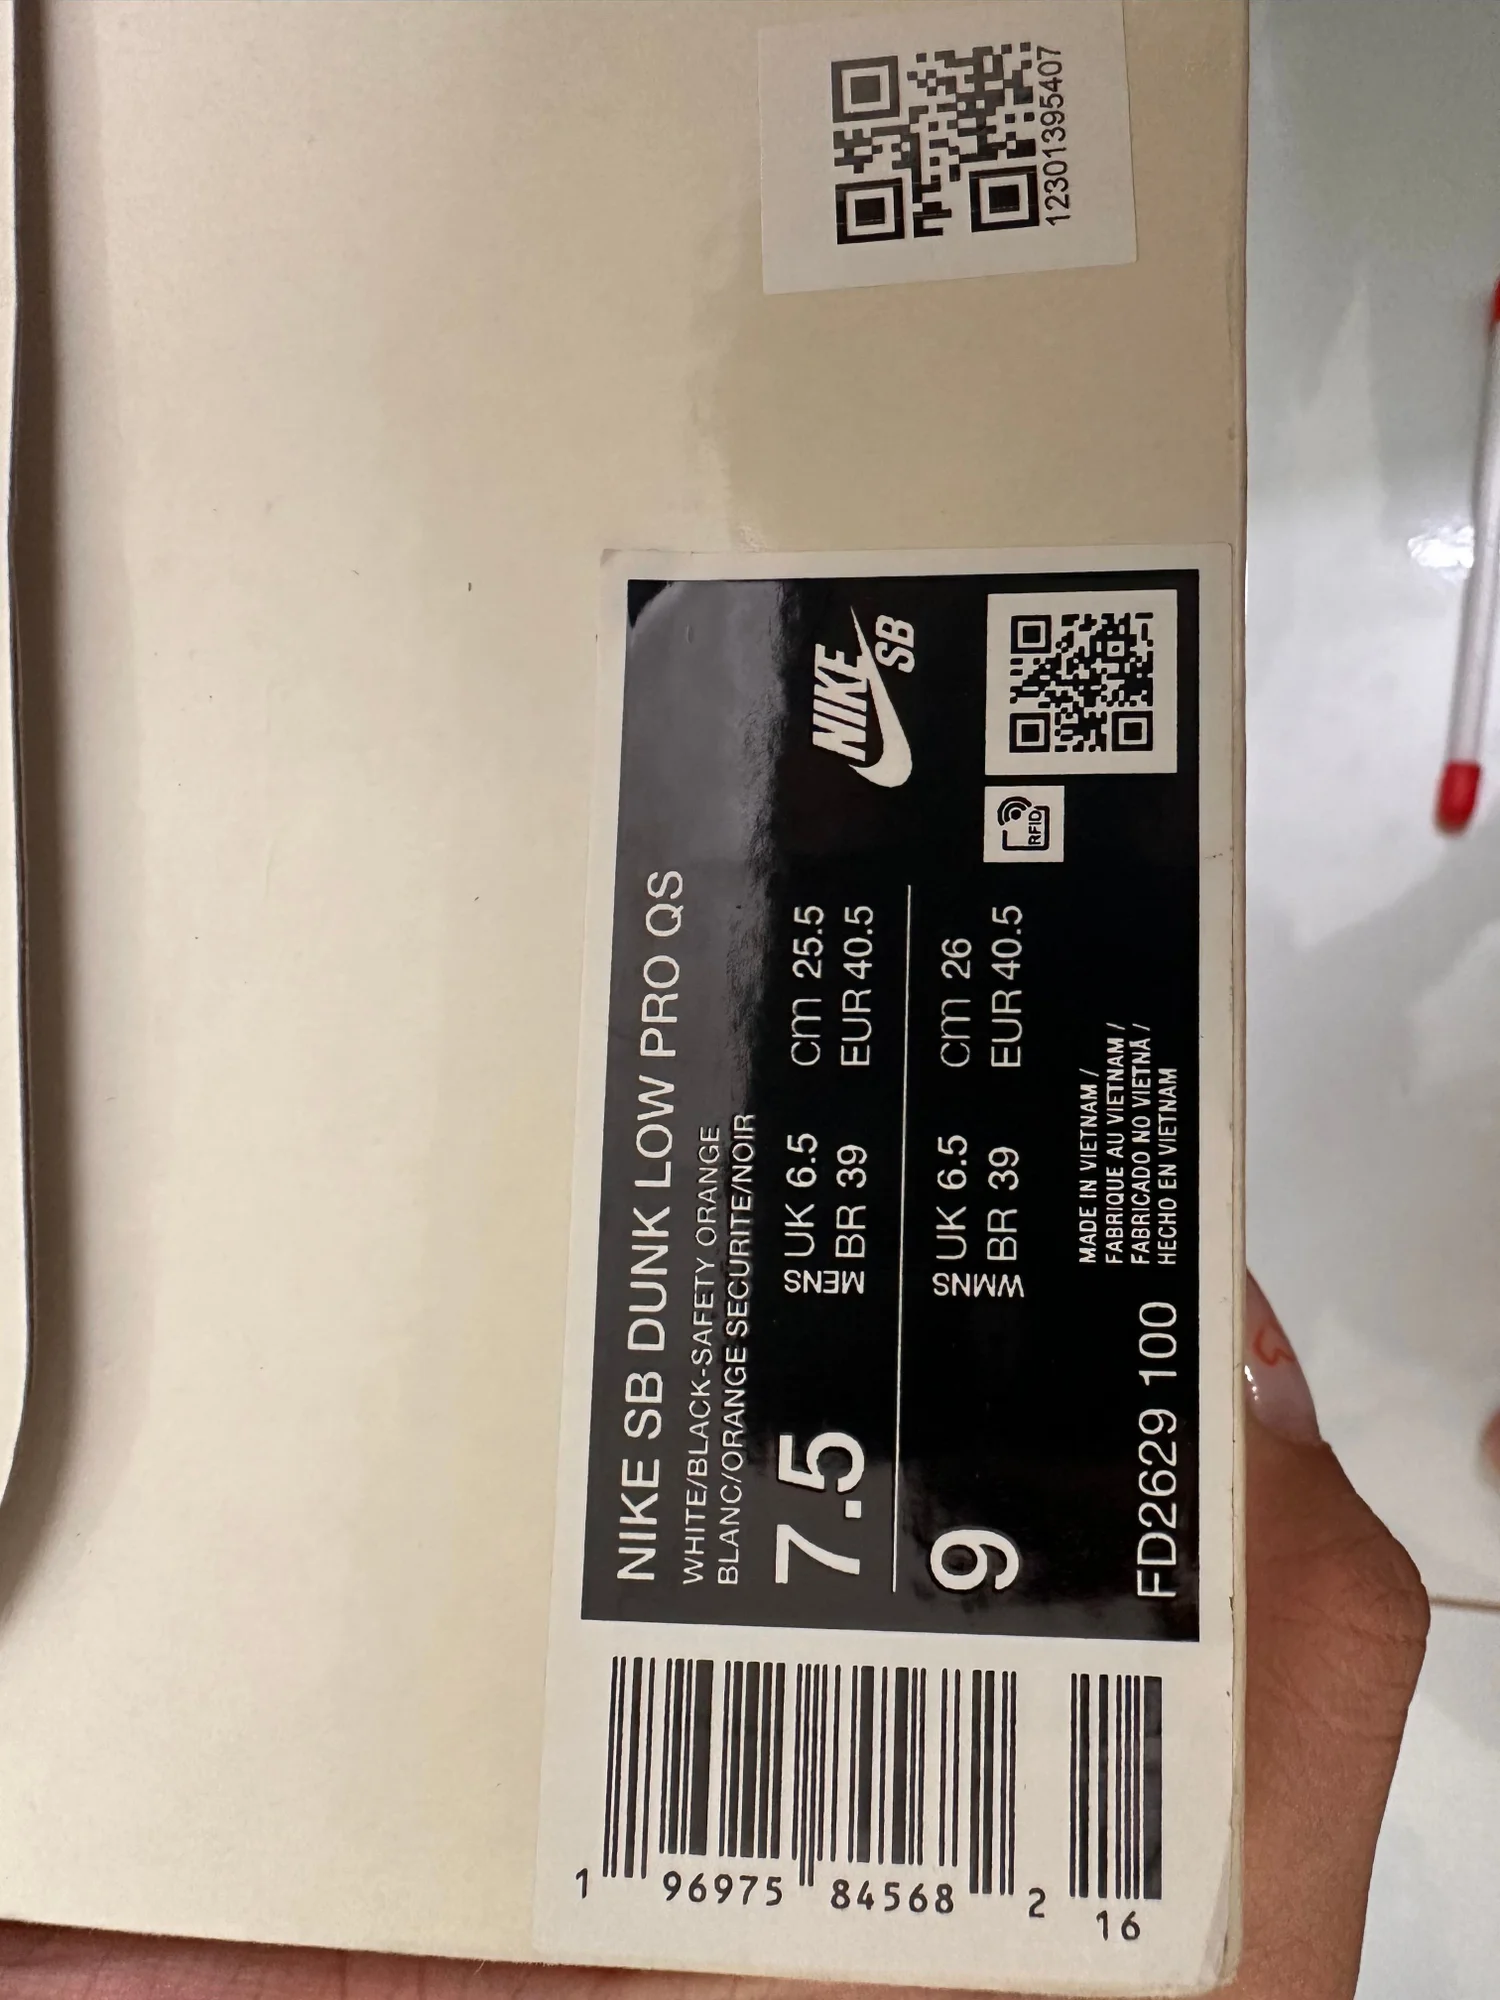 12301395407
NIKE SB DUNK LOW PRO QS
WHITE/BLACK-SAFETY ORANGE
BLANC/ORANGE SECURITE/NOIR
NIKE
SB
7.5
MENS
UK 6.5
cm 25.5
BR 39
EUR 40.5
9
WMNS
UK 6.5
cm 26
BR 39
EUR 40.5
RFID
FD2629 100
MADE IN VIETNAM /
FABRIQUE AU VIETNAM /
FABRICADO NO VIETNÃ /
HECHO EN VIETNAM
1 96975 84568 2
16